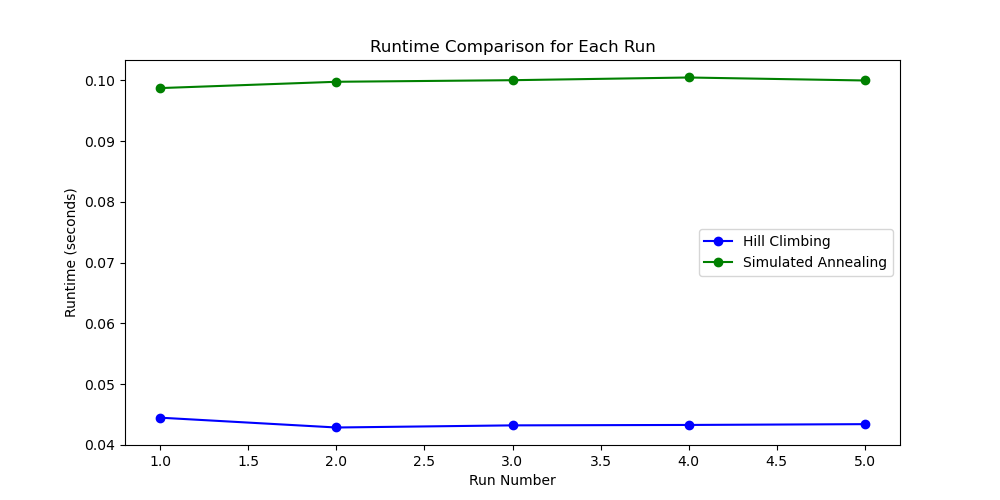 Runtime Comparison for Each Run
0.10
0.09
0.08
0.07
0.06
0.05
0.04
Runtime (seconds)
Hill Climbing
Simulated Annealing
1.0 1.5 2.0 2.5 3.0 3.5 4.0 4.5 5.0
Run Number